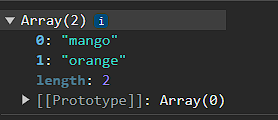 Array(2) i
0: "mango"
1: "orange"
length: 2
[[Prototype]]: Array(0)